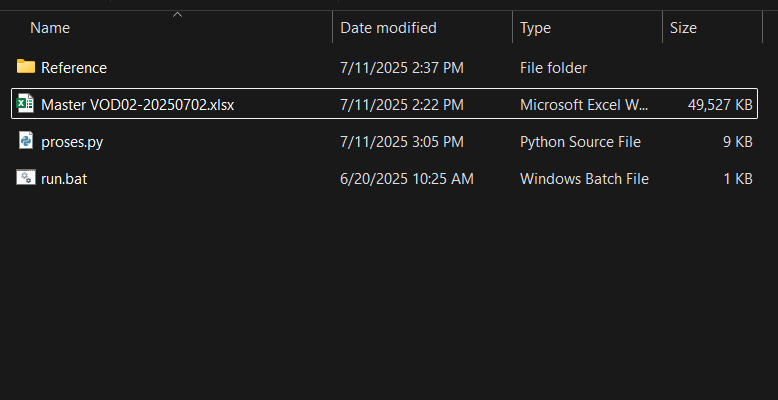 Name Date modified Type Size
Reference 7/11/2025 2:37 PM File folder
Master VOD02-20250702.xlsx 7/11/2025 2:22 PM Microsoft Excel W... 49,527 KB
proses.py 7/11/2025 3:05 PM Python Source File 9 KB
run.bat 6/20/2025 10:25 AM Windows Batch File 1 KB